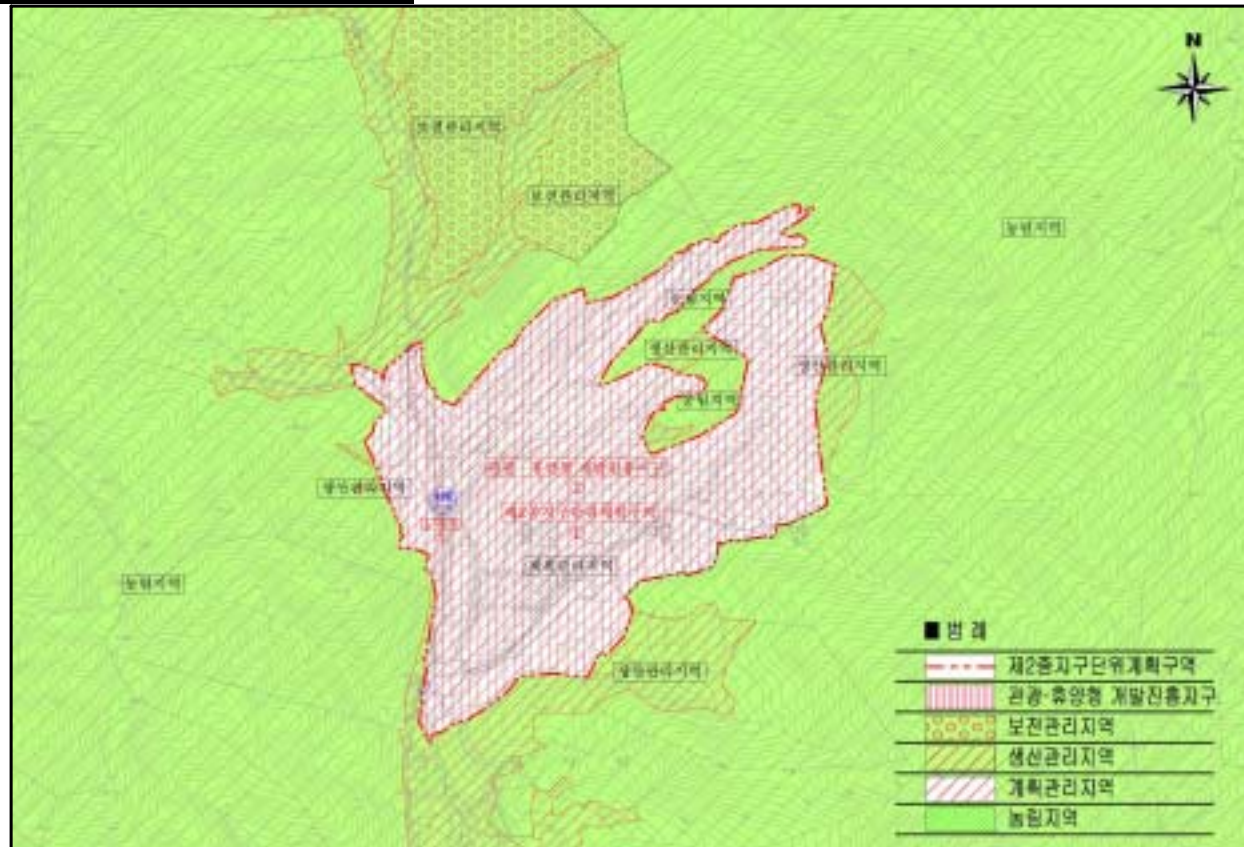 N
보전관리지역
보전관리지역
농림지역
농림지역
생산관리지역
생산관리지역
농림지역
생산관리지역
계획관리지역
농림지역
생산관리지역
■ 범 례
제2종지구단위계획구역
관광·휴양형 개발진흥지구
보전관리지역
생산관리지역
계획관리지역
농림지역